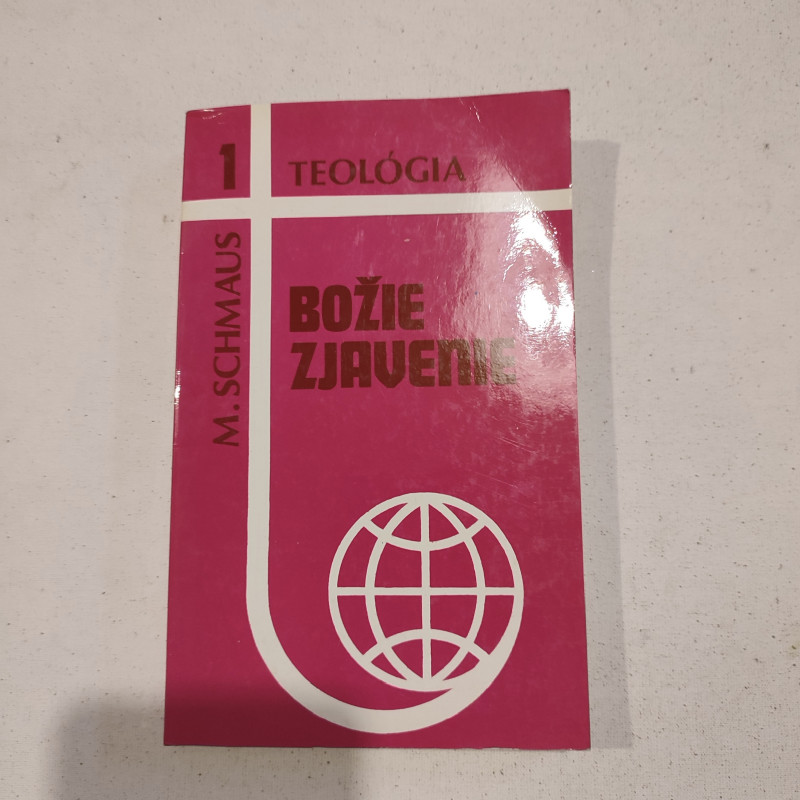 1
TEOLÓGIA
M. SCHMAUS
BOŽIE
ZJAVENIE